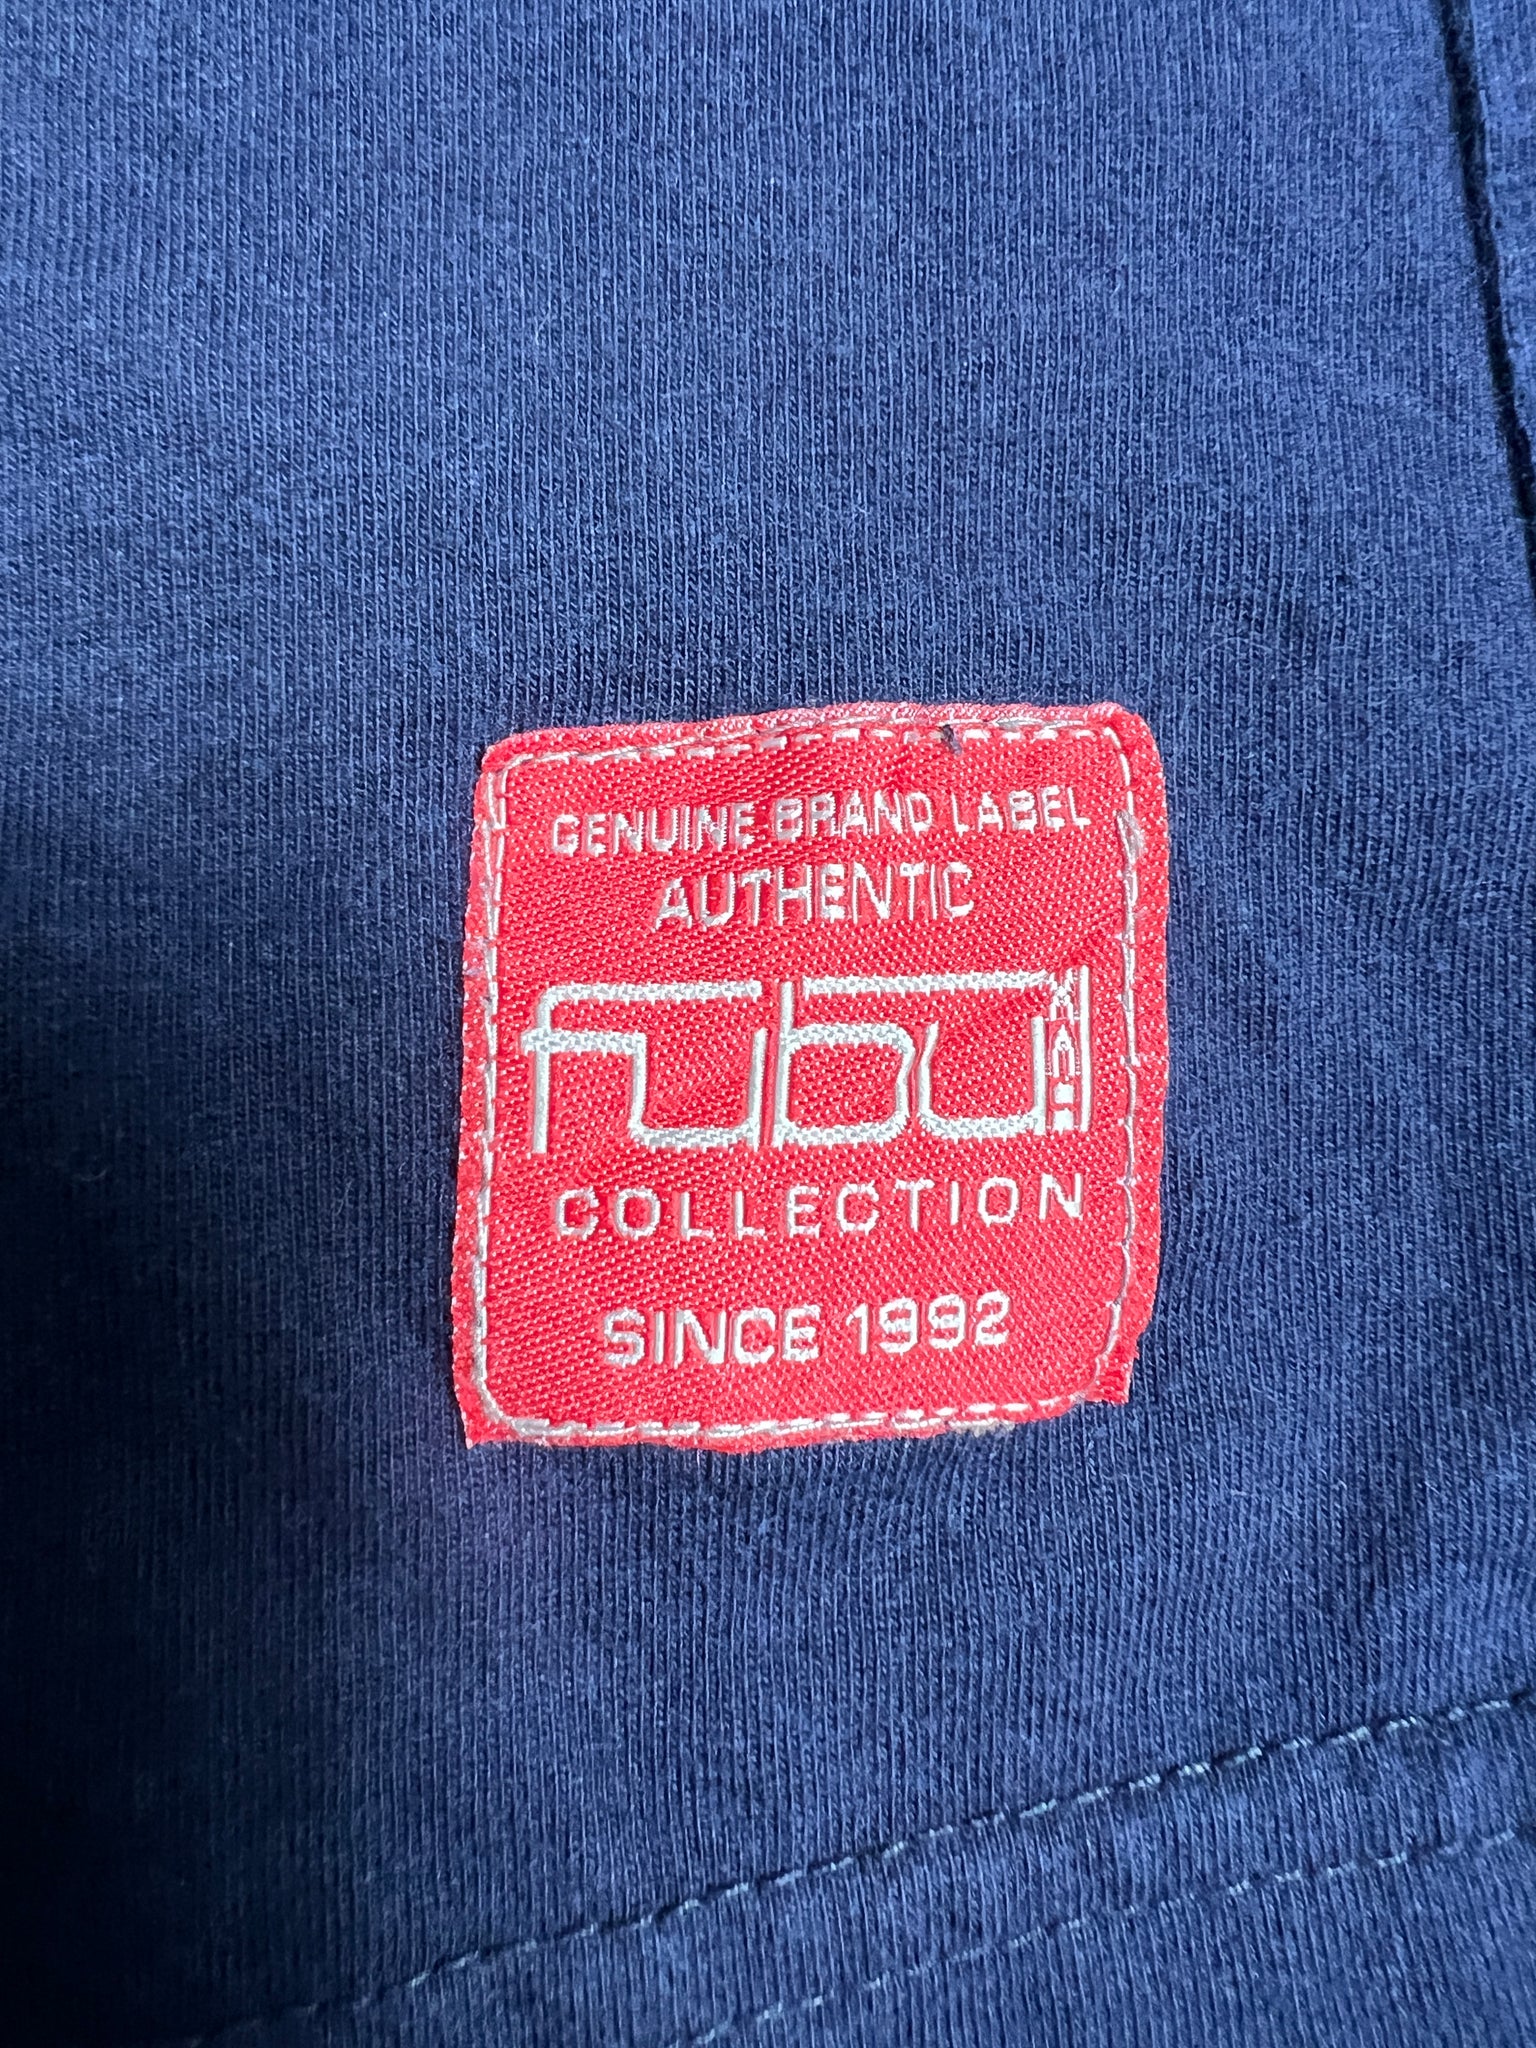 GENUINE BRAND LABEL
AUTHENTIC
fubu
COLLECTION
SINCE 1992